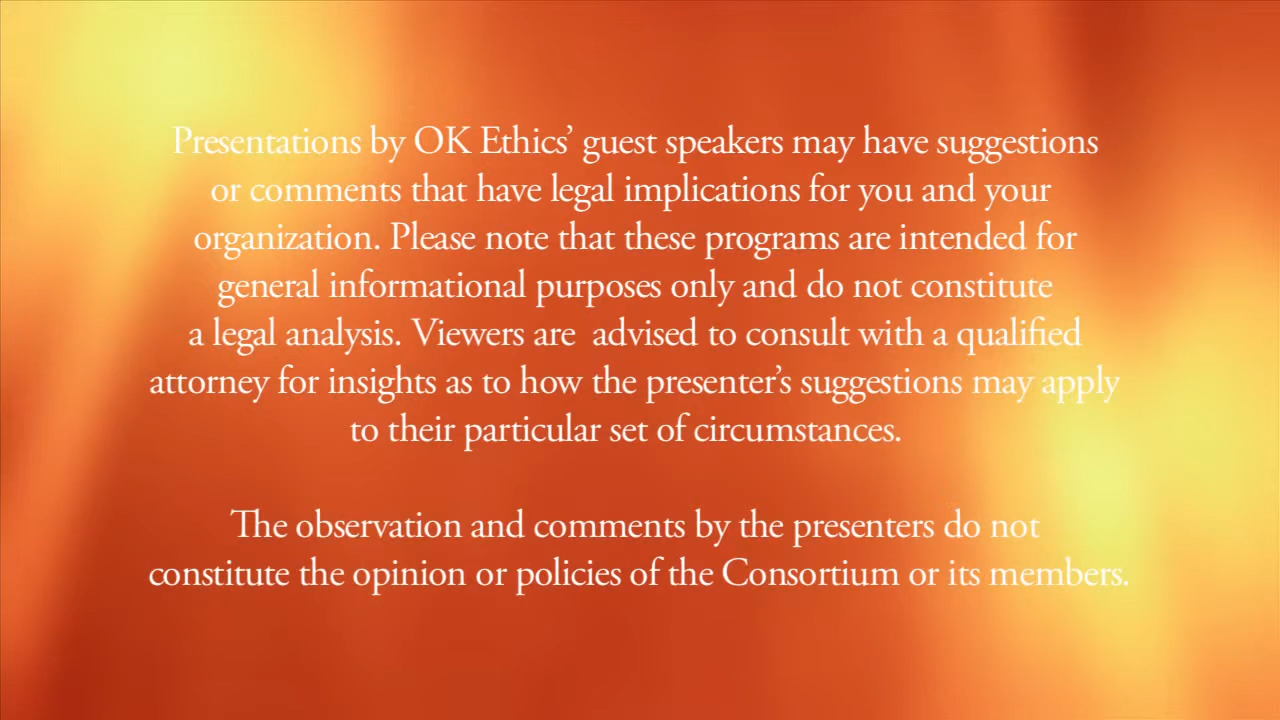 Presentations by OK Ethics’ guest speakers may have suggestions
or comments that have legal implications for you and your
organization. Please note that these programs are intended for
general informational purposes only and do not constitute
a legal analysis. Viewers are  advised to consult with a qualified
attorney for insights as to how the presenter’s suggestions may apply
to their particular set of circumstances.
The observation and comments by the presenters do not
constitute the opinion or policies of the Consortium or its members.